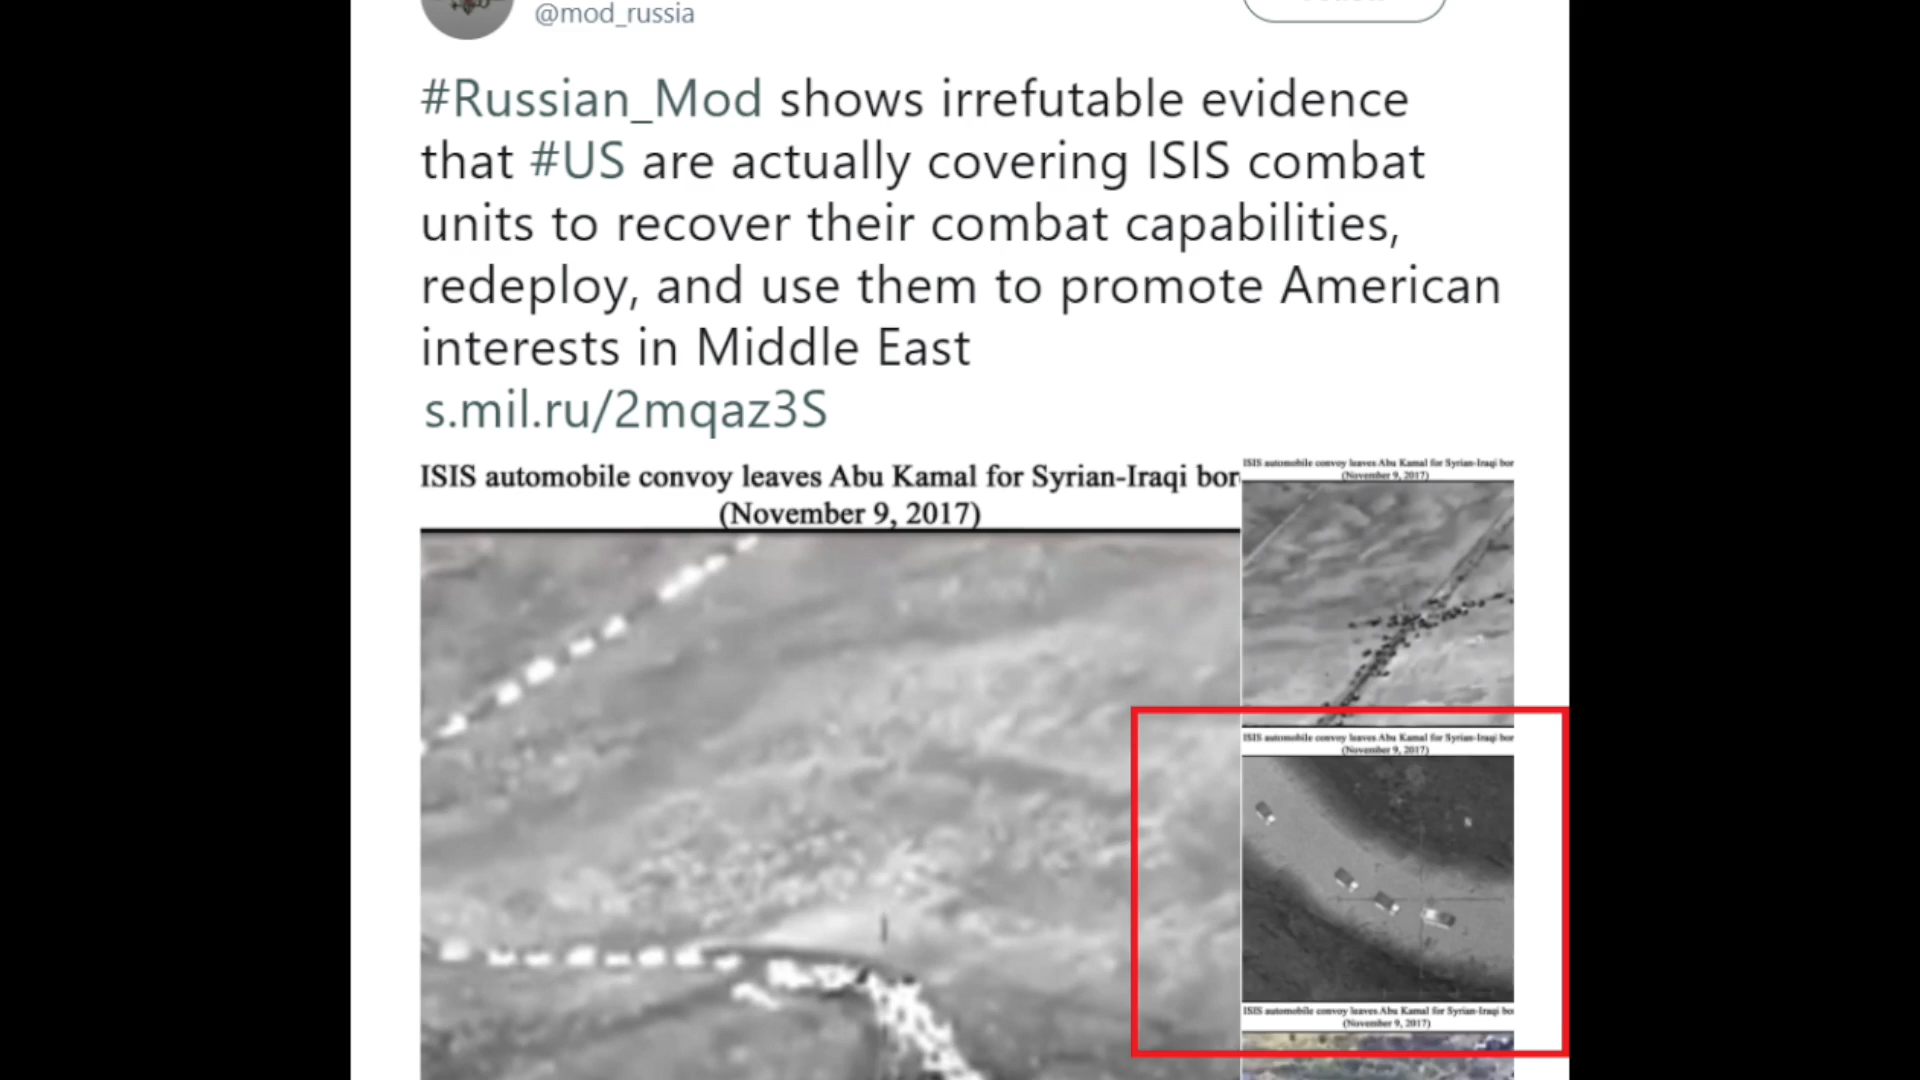 @mod_russia
#Russian_Mod shows irrefutable evidence
that #US are actually covering ISIS combat
units to recover their combat capabilities,
redeploy, and use them to promote American
interests in Middle East
s.mil.ru/2mqaz3S
ISIS automobile convoy leaves Abu Kamal for Syrian-Iraqi bor
(November 9, 2017)
ISIS automobile convoy leaves Abu Kamal for Syrian-Iraqi bor
(November 9, 2017)
ISIS automobile convoy leaves Abu Kamal for Syrian-Iraqi bor
(November 9, 2017)
ISIS automobile convoy leaves Abu Kamal for Syrian-Iraqi bo
(November 9, 2017)